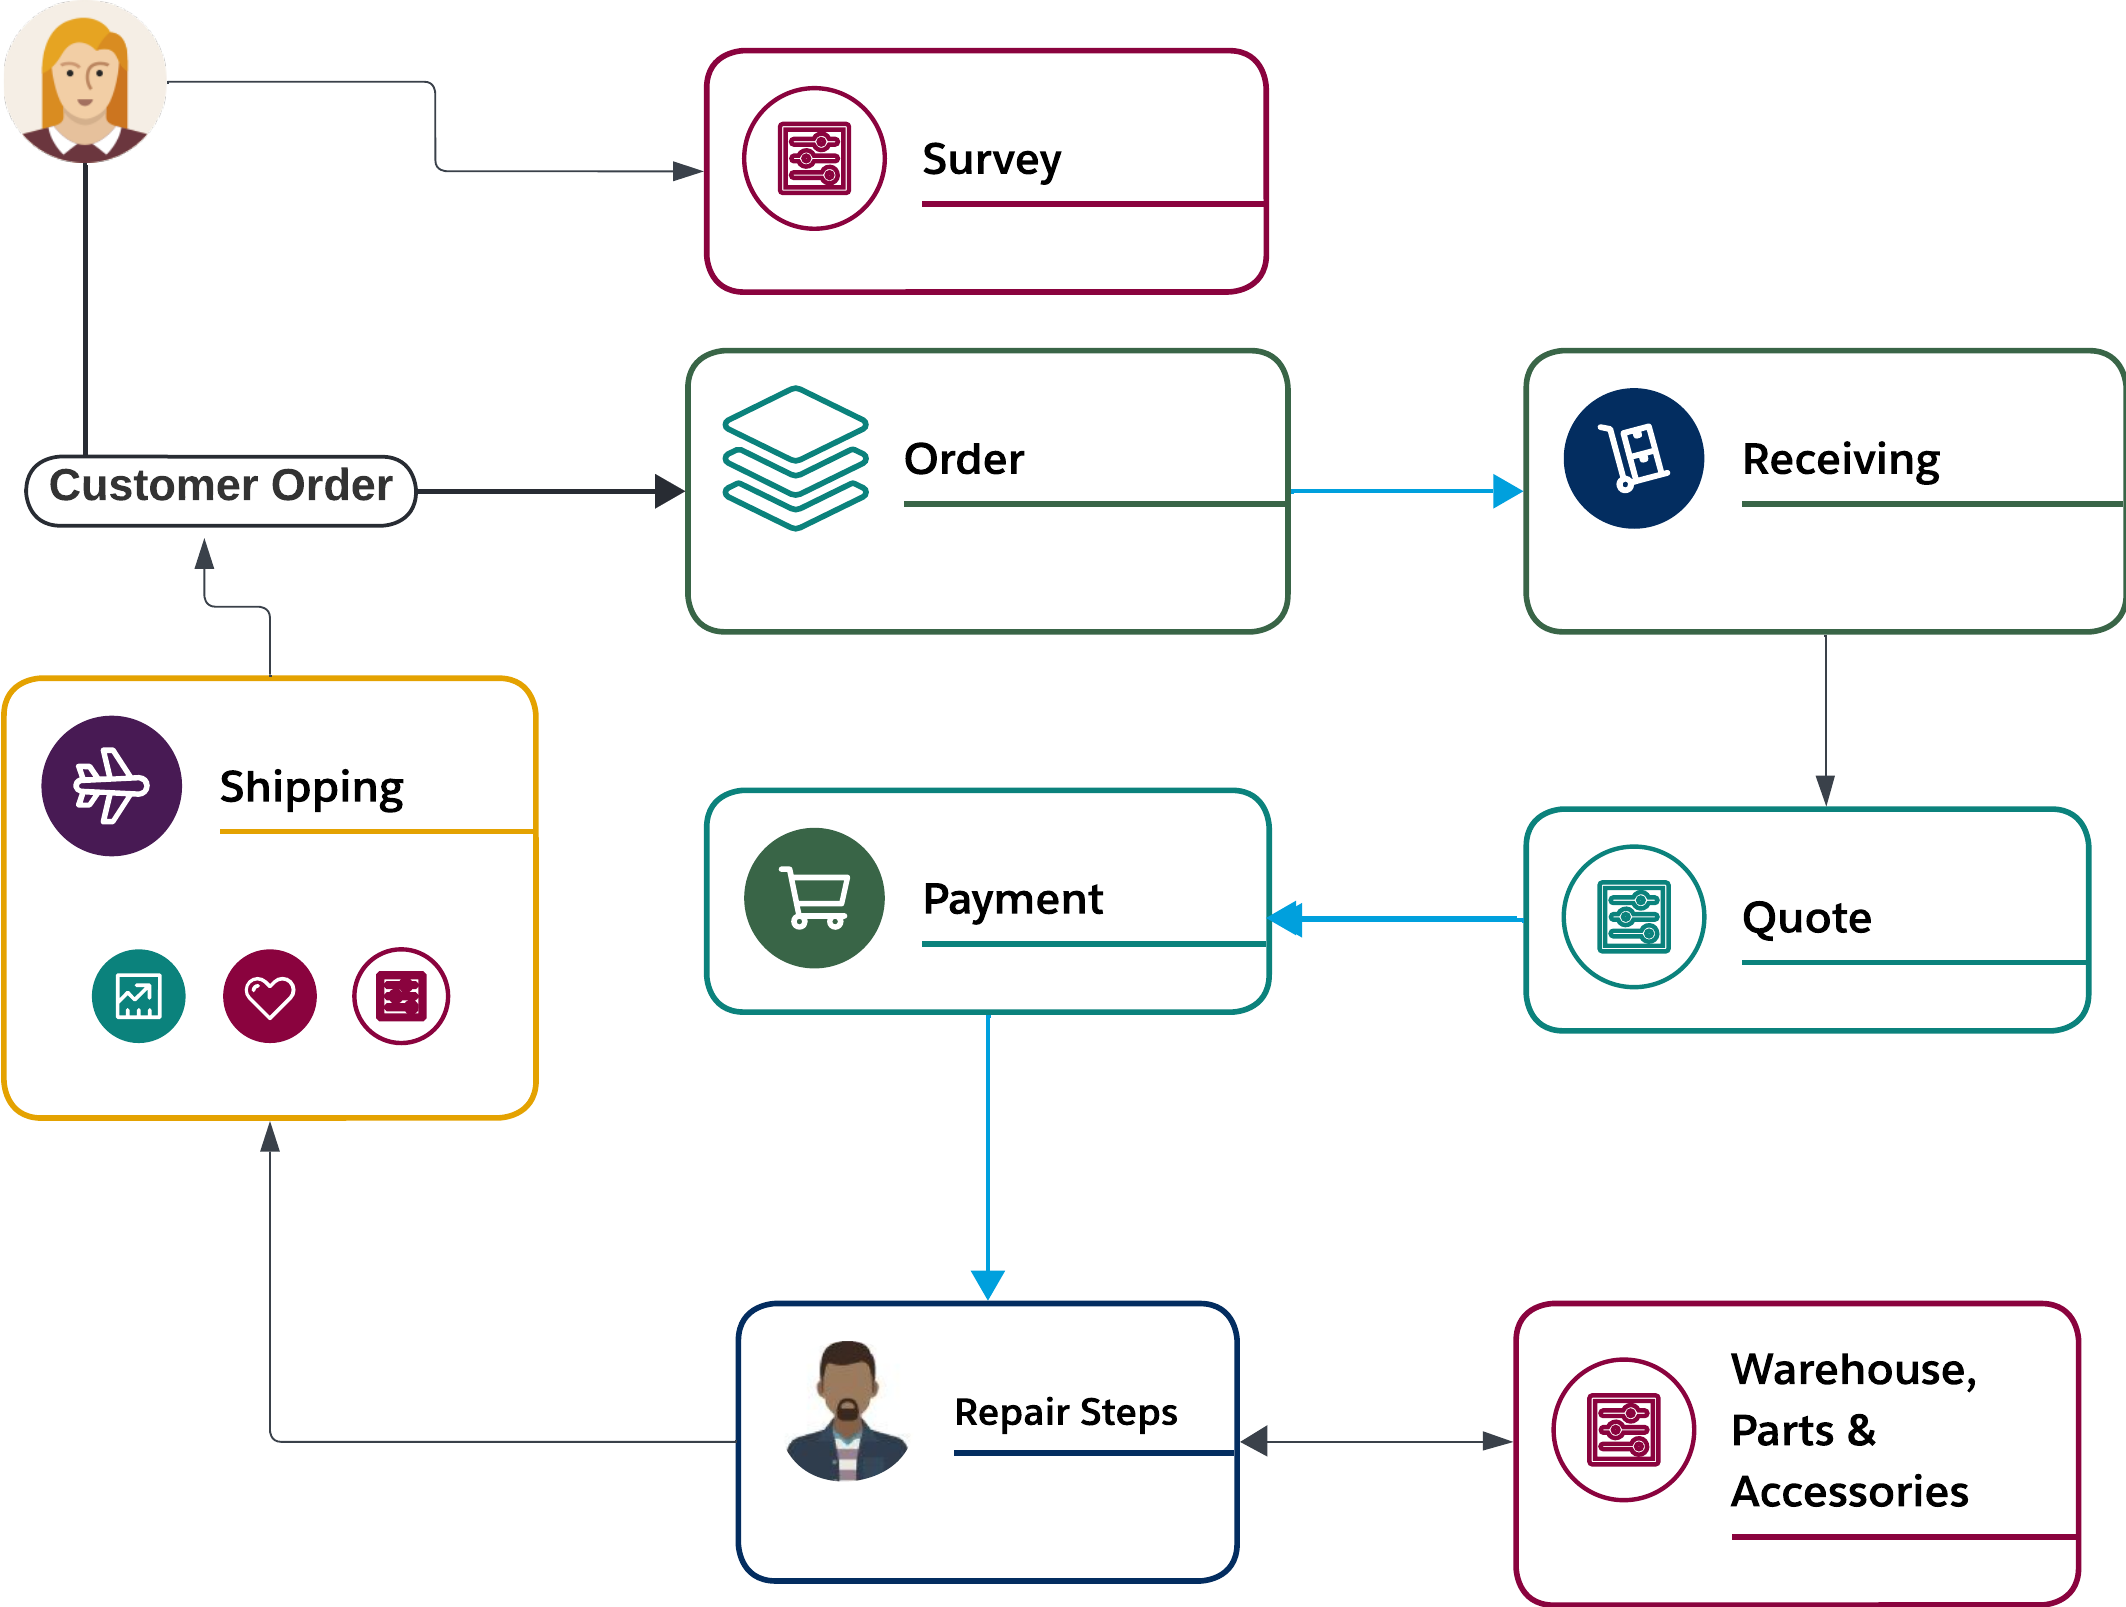 Survey
Customer Order
Order
Receiving
Shipping
Payment
Quote
Repair Steps
Warehouse,
Parts &
Accessories